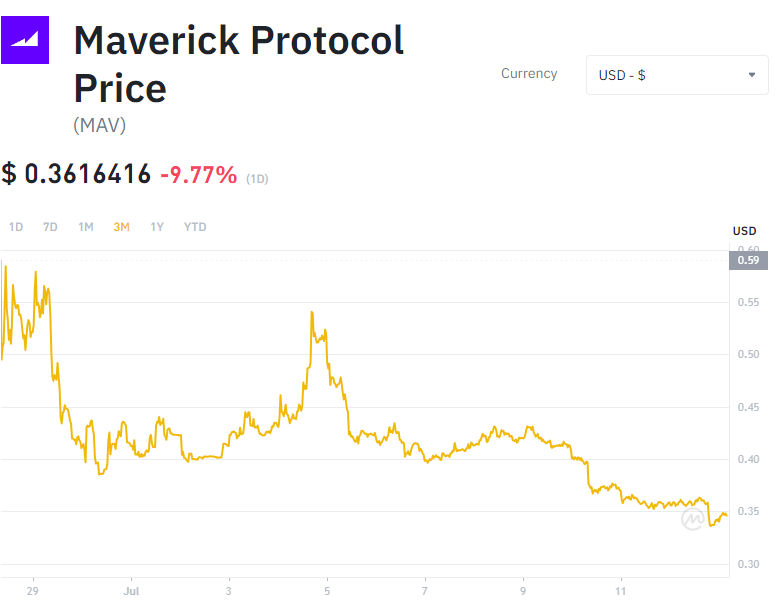 Maverick Protocol
Price
(MAV)
Currency
USD - $
$ 0.3616416 -9.77% (1D)
1D 7D 1M 3M 1Y YTD
USD
0.60
0.59
0.55
0.50
0.45
0.40
0.35
0.30
29 Jul 3 5 7 9 11